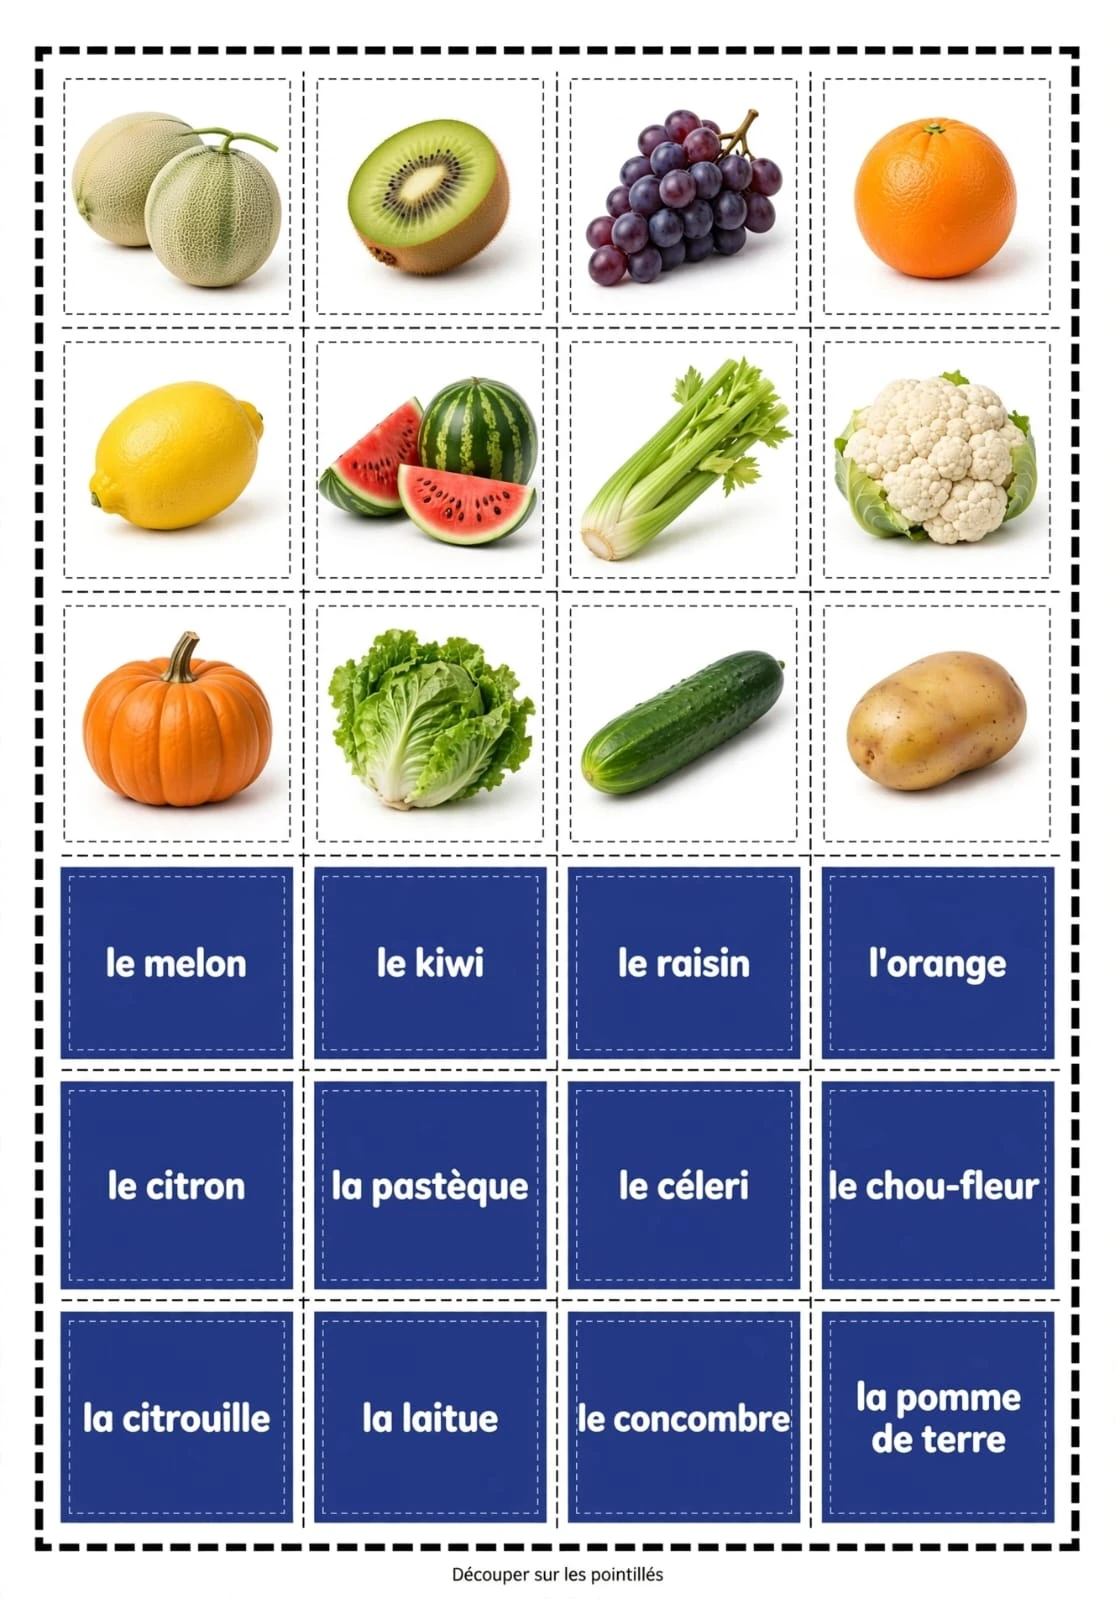 le melon
le kiwi
le raisin
l'orange
le citron
la pastèque
le céleri
le chou-fleur
la citrouille
la laitue
le concombre
la pomme
de terre
Découper sur les pointillés